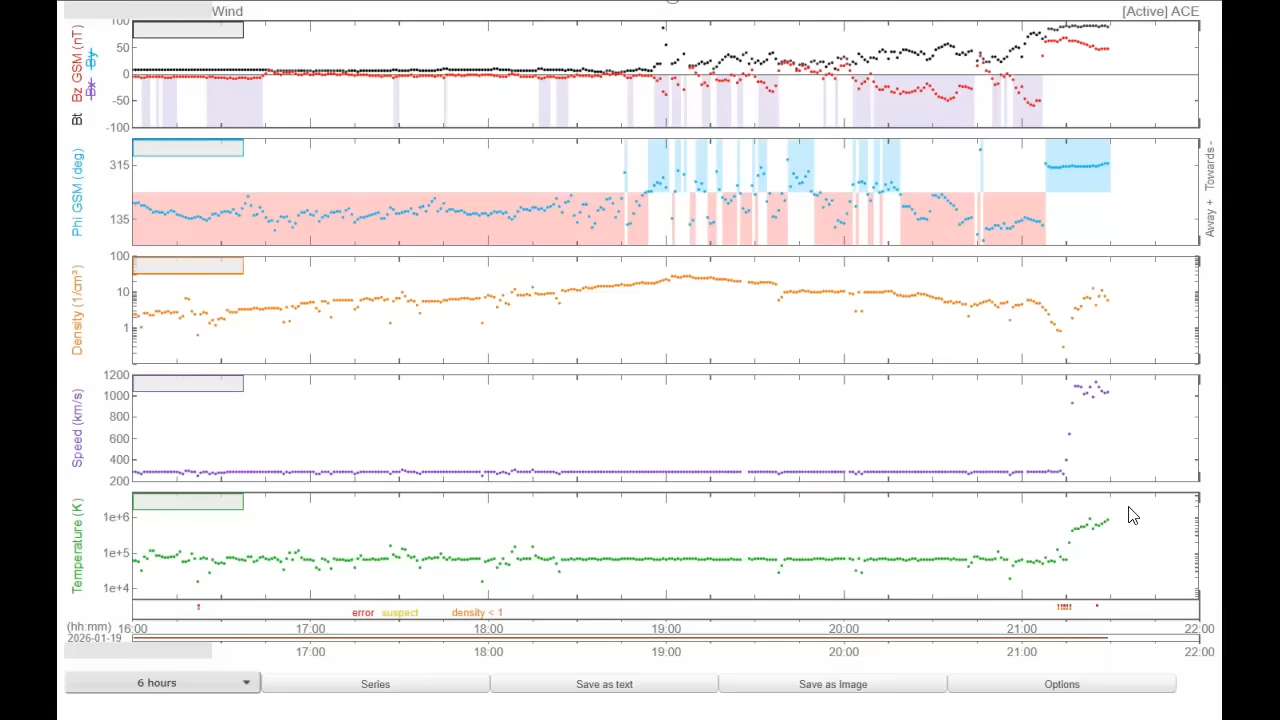 Wind [Active] ACE
Bt Bz GSM (nT) Bx By
100
50
0
-50
-100
Phi GSM (deg)
315
135
Away + Towards -
Density (1/cm³)
100
10
1
Speed (km/s)
1200
1000
800
600
400
200
Temperature (K)
1e+6
1e+5
1e+4
error suspect density < 1
(hh:mm) 16:00 17:00 18:00 19:00 20:00 21:00 22:00
2026-01-19
17:00 18:00 19:00 20:00 21:00 22:00
6 hours Series Save as text Save as Image Options